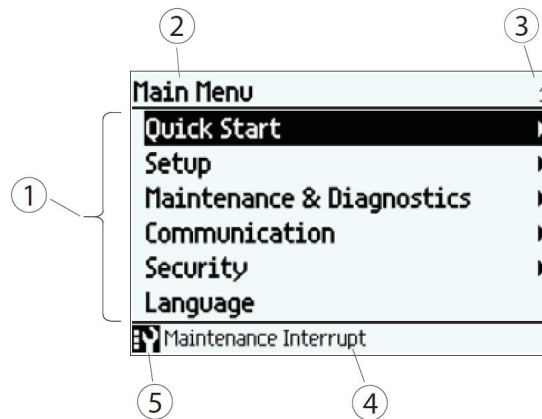 2
3
Main Menu
Quick Start
Setup
Maintenance & Diagnostics
1
Communication
Security
Language
Maintenance Interrupt
5
4